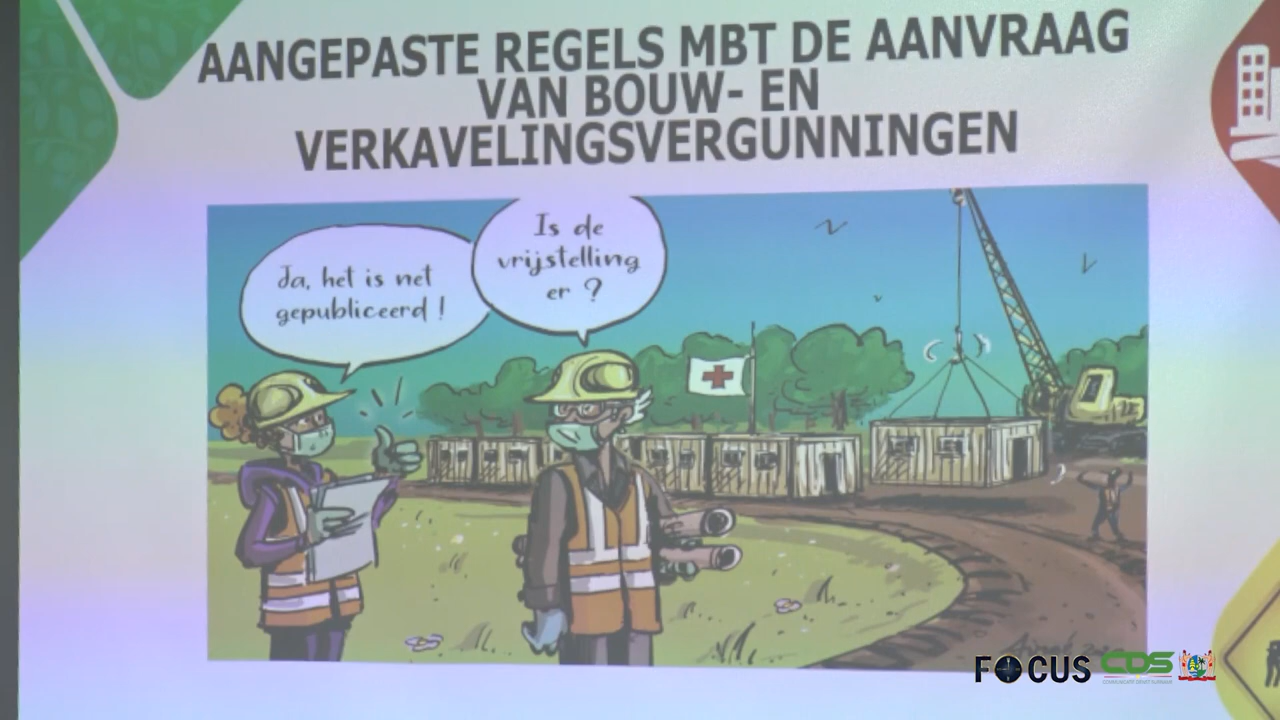 AANGEPASTE REGELS MBT DE AANVRAAG
VAN BOUW- EN
VERKAVELINGSVERGUNNINGEN
Is de
vrijstelling
er ?
Ja, het is net
gepubliceerd !
FOCUS
CDS